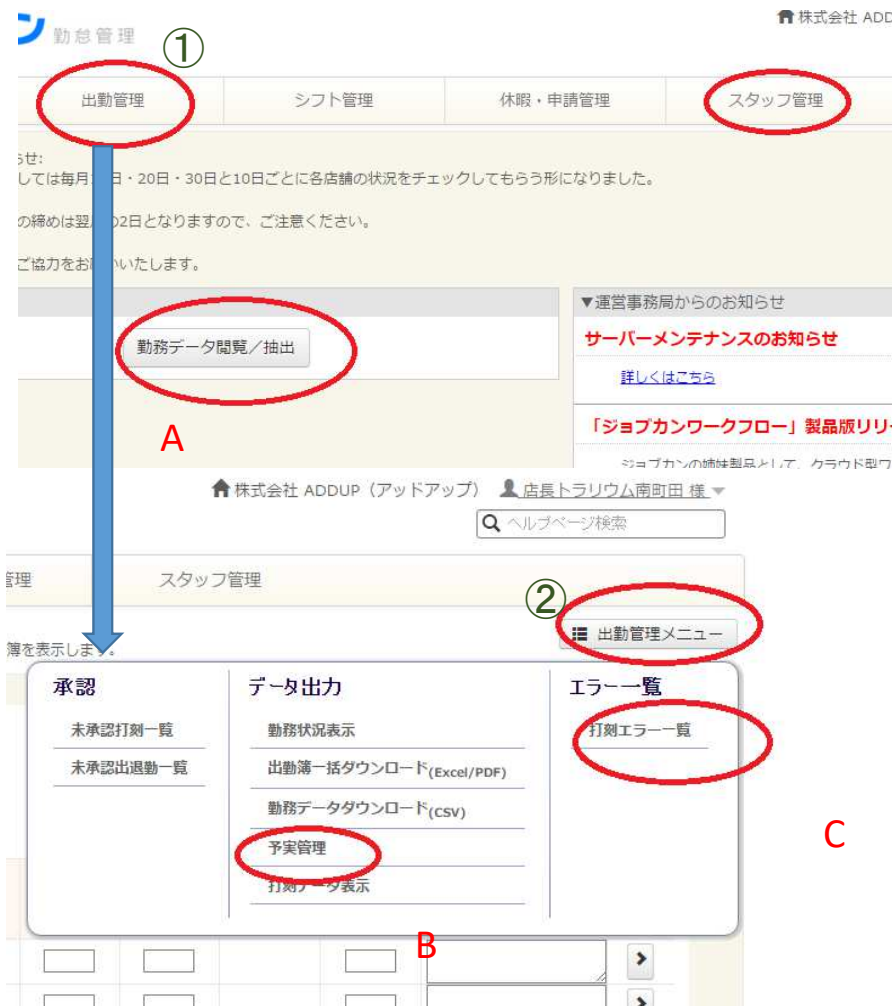 ン 勤怠管理
①
株式会社 ADD
出勤管理 シフト管理 休暇・申請管理 スタッフ管理
らせ:
しては毎月 日・20日・30日と10日ごとに各店舗の状況をチェックしてもらう形になりました。
の締めは翌 の2日となりますので、ご注意ください。
ご協力をお いいたします。
▼運営事務局からのお知らせ
勤務データ閲覧／抽出
サーバーメンテナンスのお知らせ
詳しくはこちら
A
「ジョブカンワークフロー」製品版リリー
ジョブカンの姉妹製品として、クラウド型ワ
株式会社 ADDUP（アッドアップ） 店長トラリウム南町田 様
ヘルプページ検索
管理 スタッフ管理
②
出勤管理メニュー
簿を表示します。
承認 データ出力 エラー一覧
未承認打刻一覧 勤務状況表示 打刻エラー一覧
未承認出退勤一覧 出勤簿一括ダウンロード(Excel/PDF)
勤務データダウンロード(CSV)
予実管理
C
打刻データ表示
B